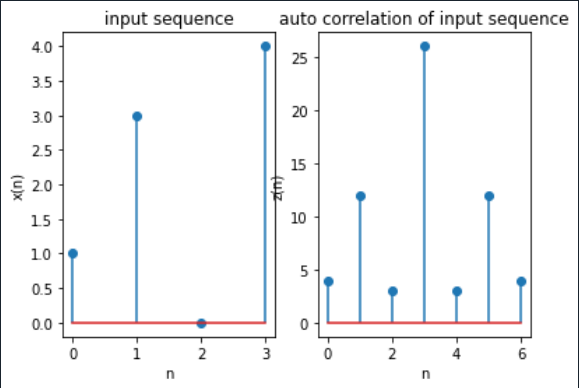 input sequence
4.0
3.5
3.0
2.5
2.0
1.5
1.0
0.5
0.0
x(n)
0 1 2 3
n
auto correlation of input sequence
25
20
15
10
5
0
z(n)
0 2 4 6
n